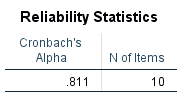 Reliability Statistics
Cronbach's
Alpha N of Items
.811 10